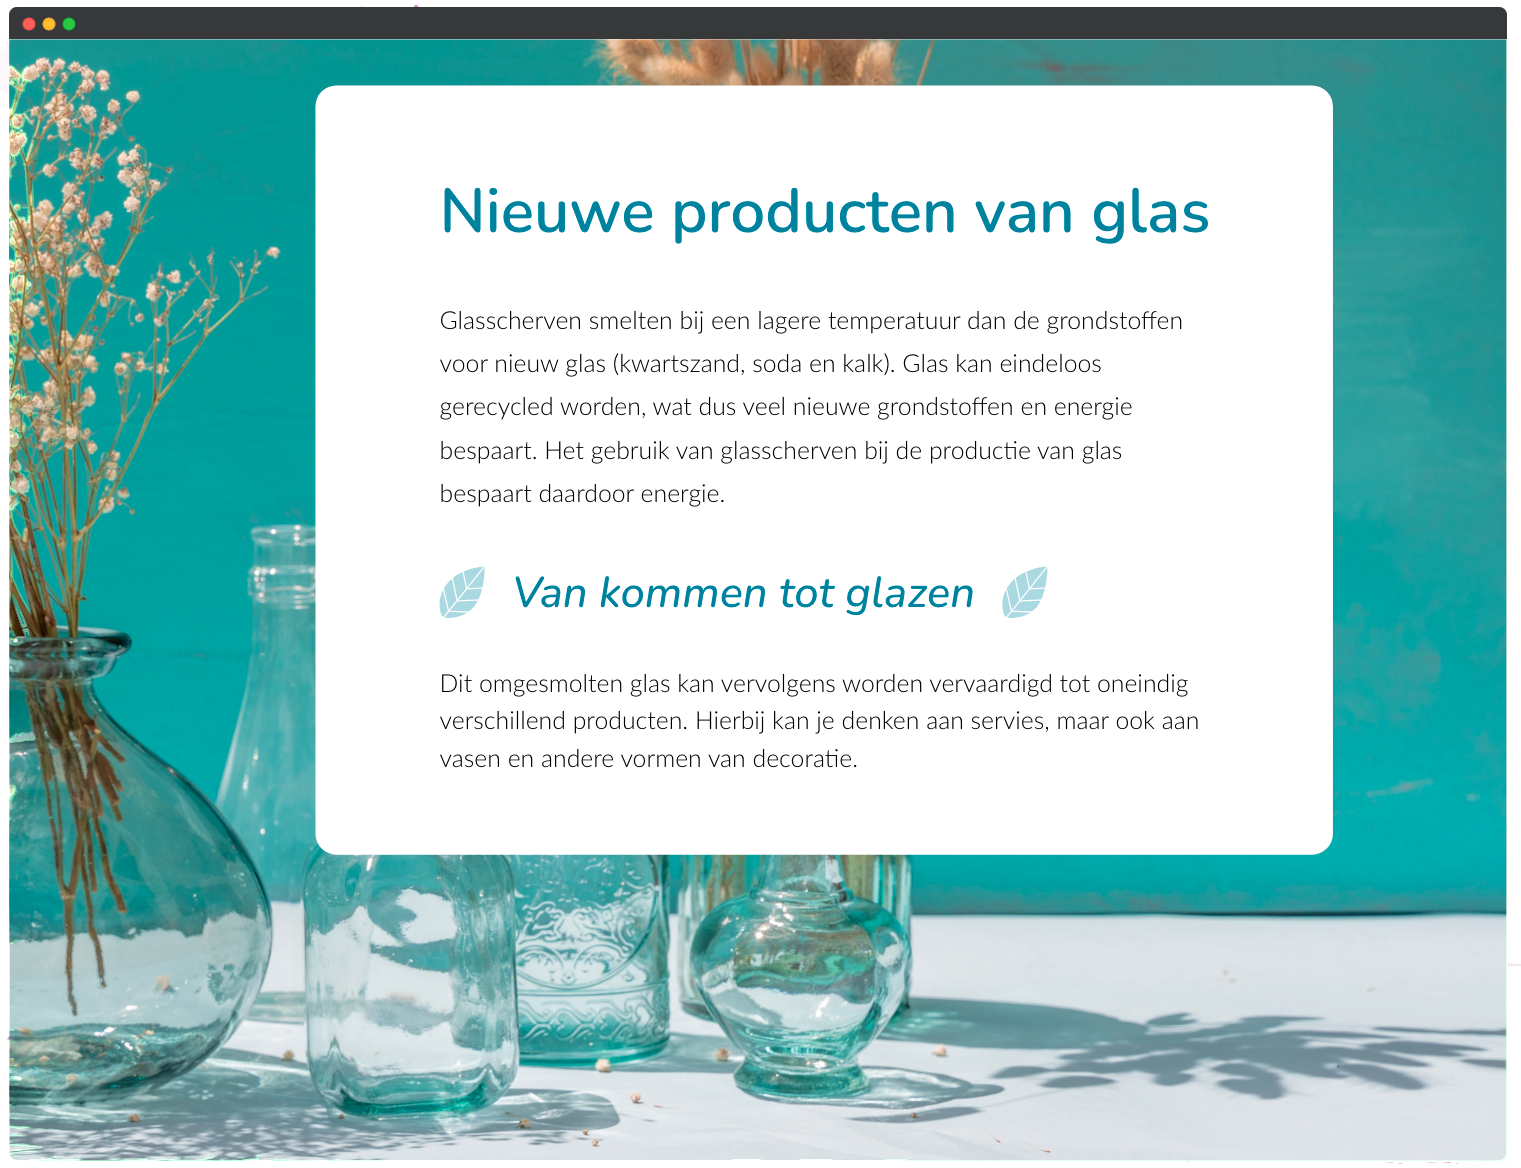 Nieuwe producten van glas
Glasscherven smelten bij een lagere temperatuur dan de grondstoffen
voor nieuw glas (kwartszand, soda en kalk). Glas kan eindeloos
gerecycled worden, wat dus veel nieuwe grondstoffen en energie
bespaart. Het gebruik van glasscherven bij de productie van glas
bespaart daardoor energie.
Van kommen tot glazen
Dit omgesmolten glas kan vervolgens worden vervaardigd tot oneindig
verschillend producten. Hierbij kan je denken aan servies, maar ook aan
vasen en andere vormen van decoratie.